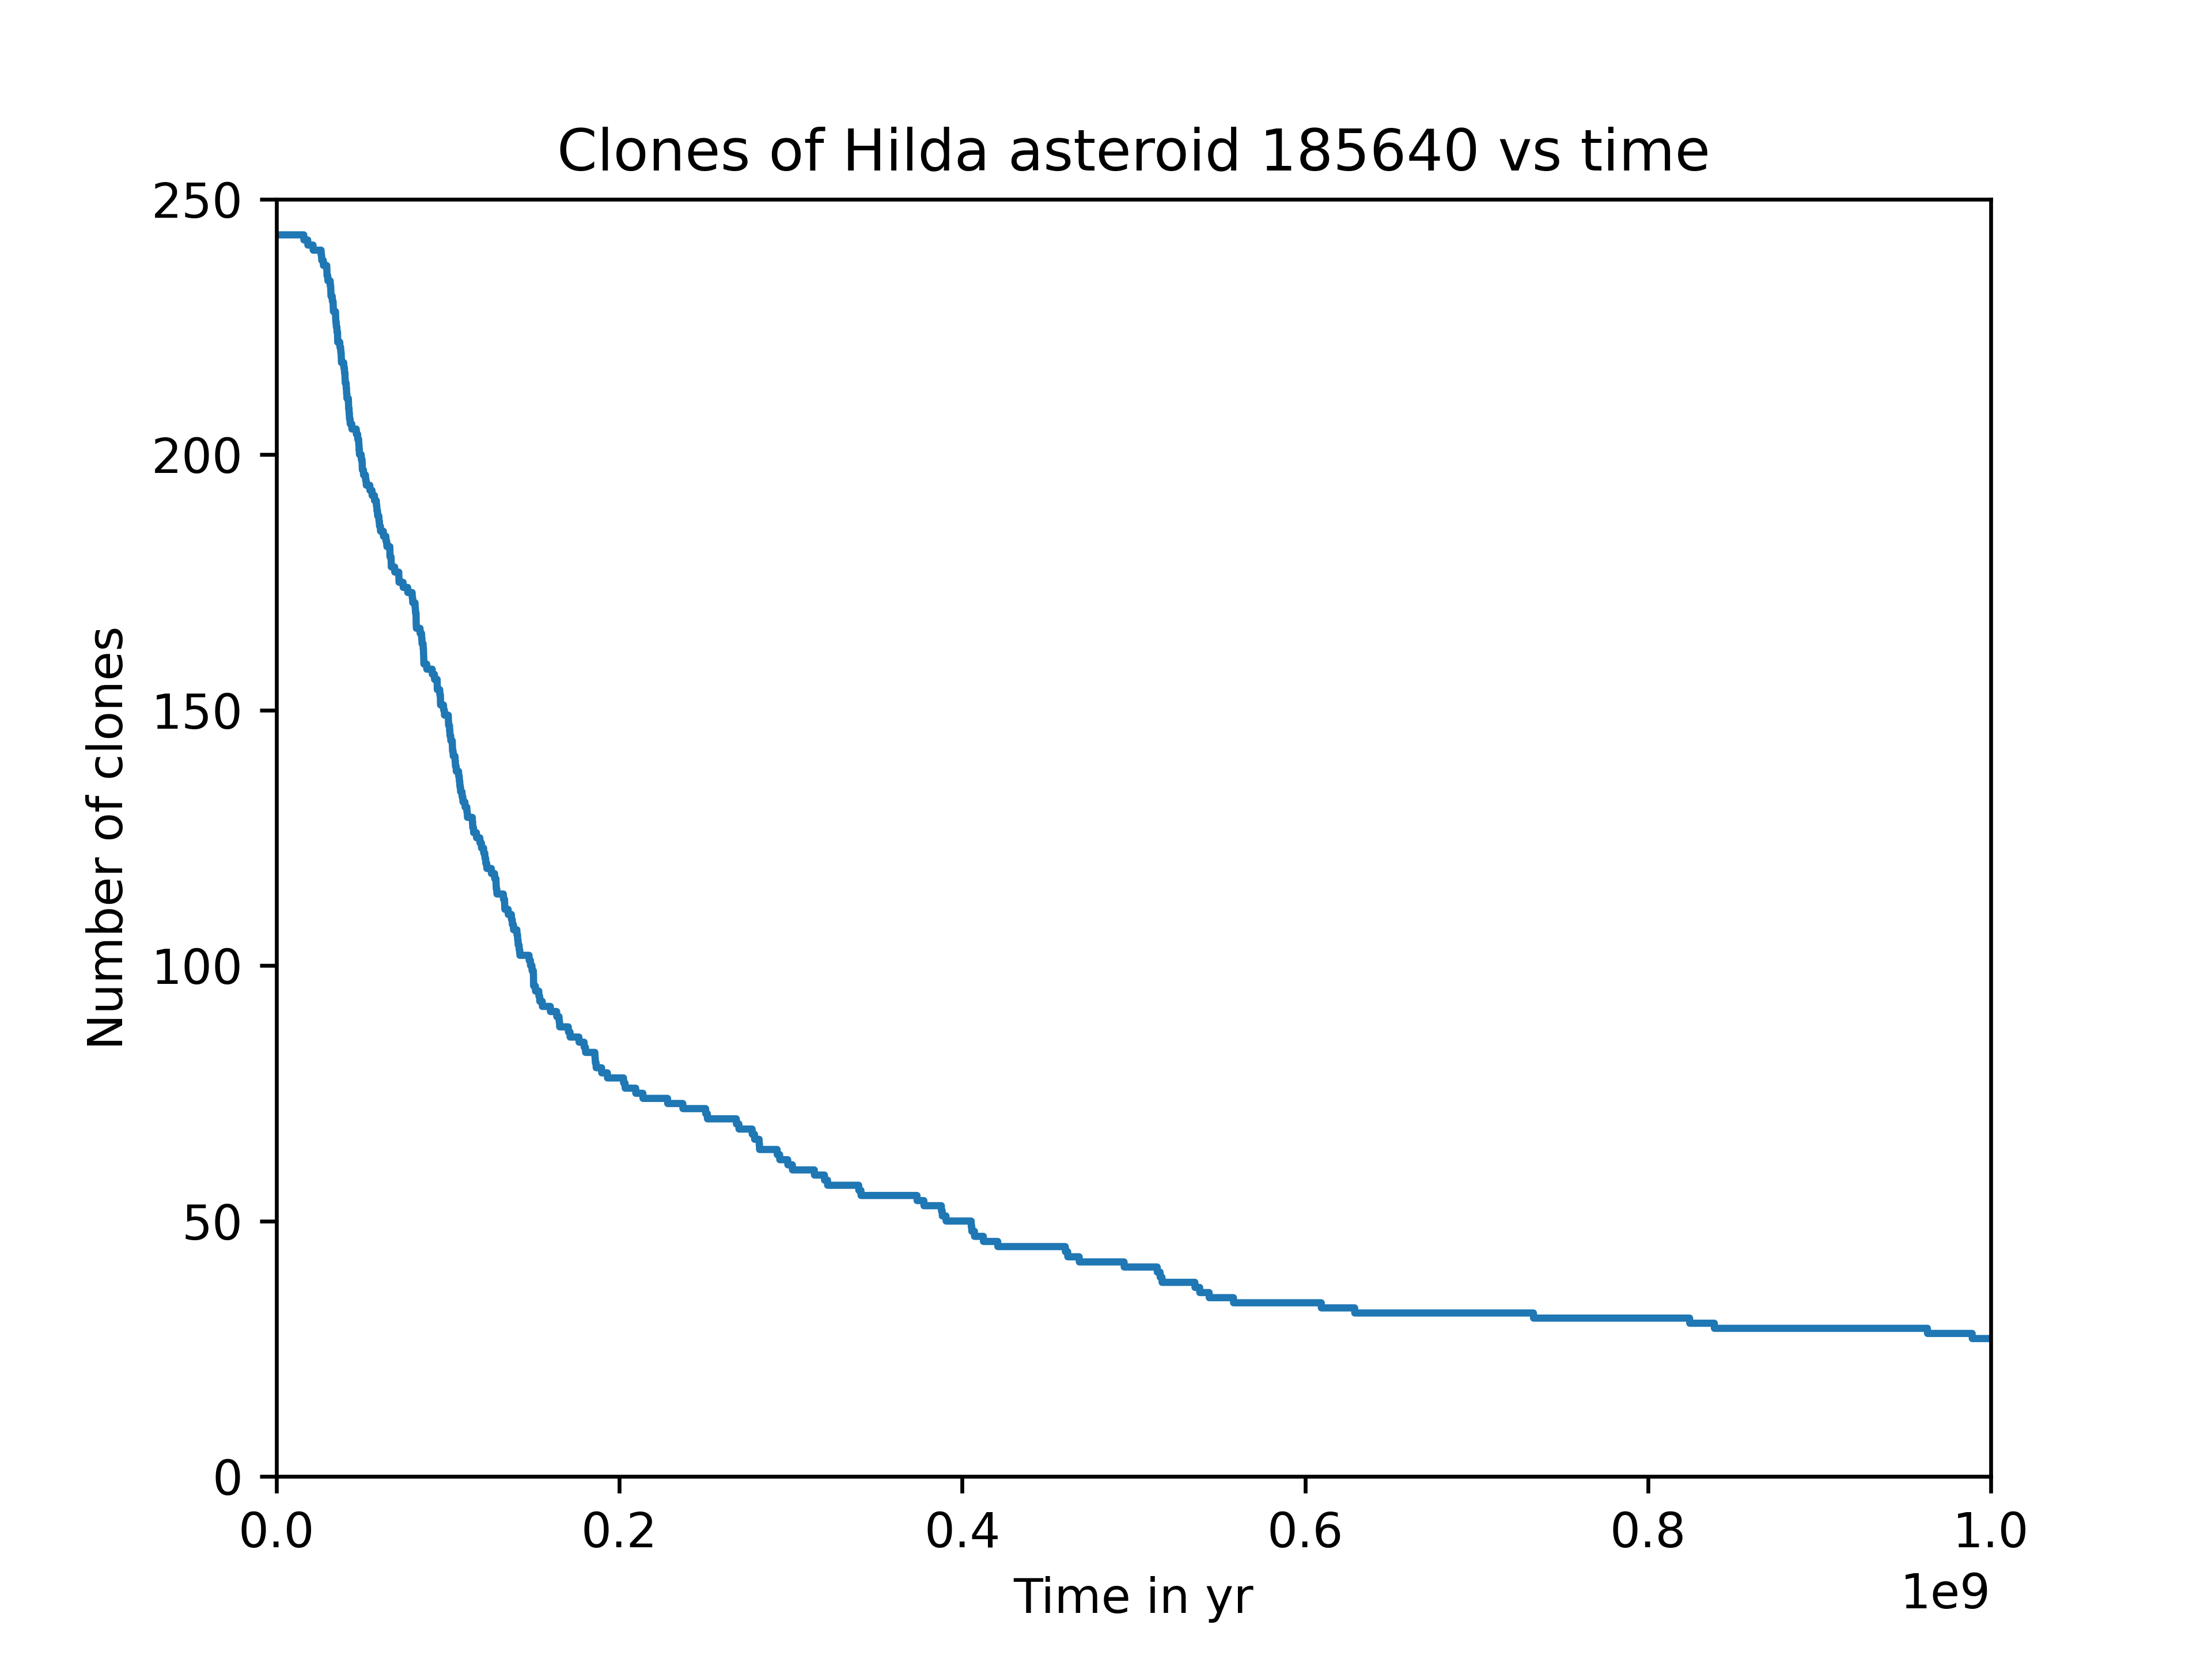 Clones of Hilda asteroid 185640 vs time
250
200
150
100
50
0
Number of clones
0.0 0.2 0.4 0.6 0.8 1.0
Time in yr
1e9